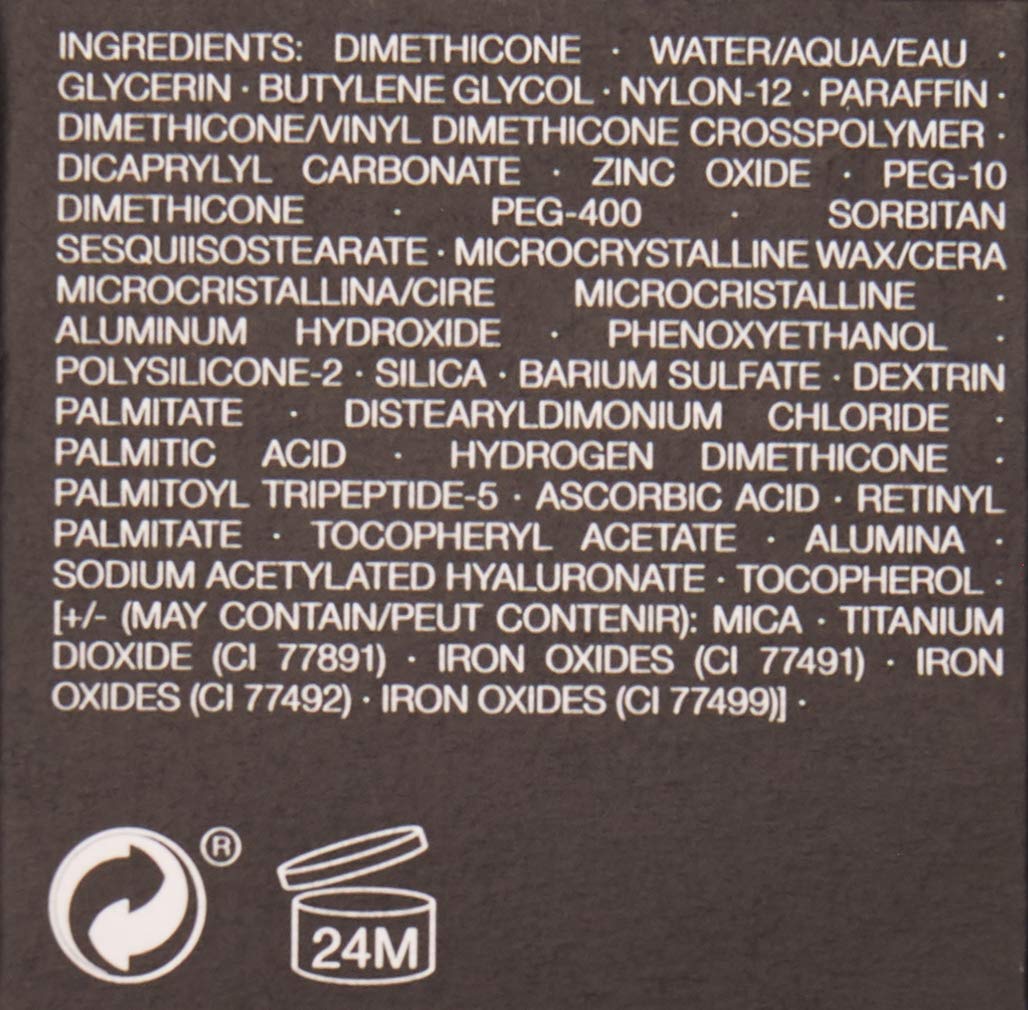 INGREDIENTS: DIMETHICONE · WATER/AQUA/EAU ·
GLYCERIN · BUTYLENE GLYCOL · NYLON-12 · PARAFFIN ·
DIMETHICONE/VINYL DIMETHICONE CROSSPOLYMER ·
DICAPRYLYL CARBONATE · ZINC OXIDE · PEG-10
DIMETHICONE · PEG-400 · SORBITAN
SESQUIISOSTEARATE · MICROCRYSTALLINE WAX/CERA
MICROCRISTALLINA/CIRE MICROCRISTALLINE ·
ALUMINUM HYDROXIDE · PHENOXYETHANOL ·
POLYSILICONE-2 · SILICA · BARIUM SULFATE · DEXTRIN
PALMITATE · DISTEARYLDIMONIUM CHLORIDE ·
PALMITIC ACID · HYDROGEN DIMETHICONE ·
PALMITOYL TRIPEPTIDE-5 · ASCORBIC ACID · RETINYL
PALMITATE · TOCOPHERYL ACETATE · ALUMINA ·
SODIUM ACETYLATED HYALURONATE · TOCOPHEROL ·
[+/- (MAY CONTAIN/PEUT CONTENIR): MICA · TITANIUM
DIOXIDE (CI 77891) · IRON OXIDES (CI 77491) · IRON
OXIDES (CI 77492) · IRON OXIDES (CI 77499)] ·
®
24M